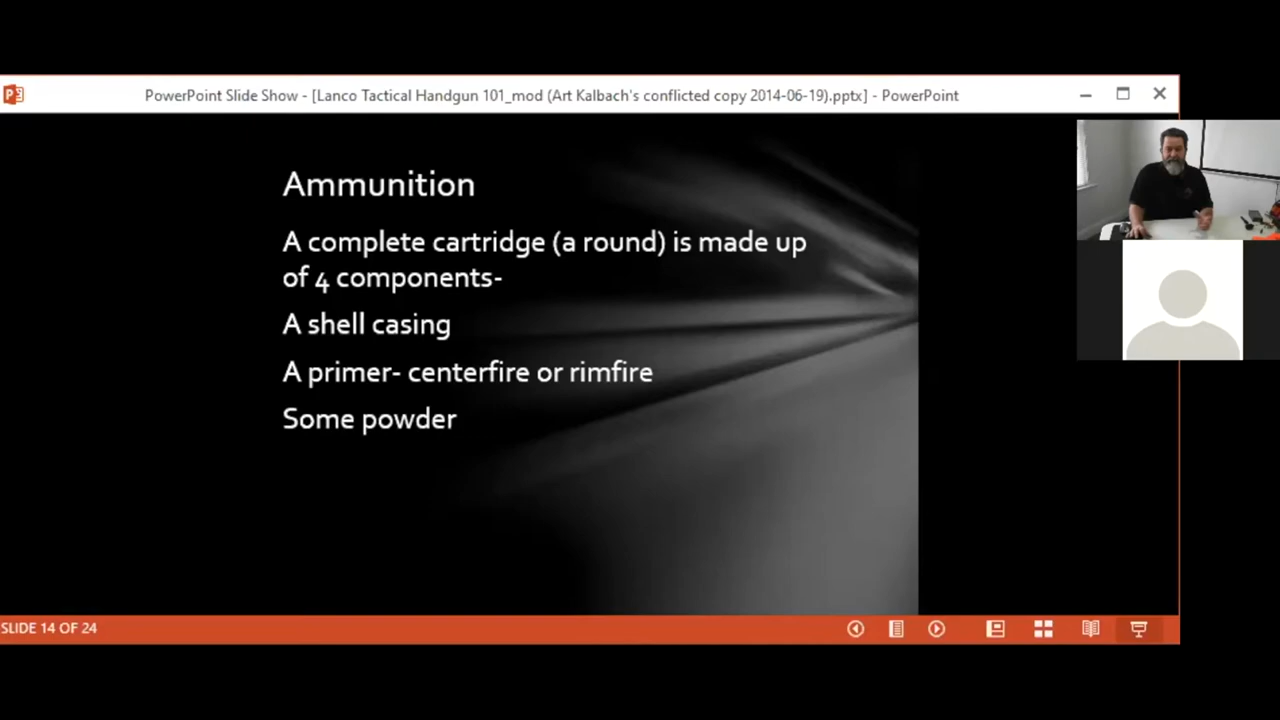 PowerPoint Slide Show - [Lanco Tactical Handgun 101_mod (Art Kalbach's conflicted copy 2014-06-19).pptx] - PowerPoint
Ammunition
A complete cartridge (a round) is made up
of 4 components-
A shell casing
A primer- centerfire or rimfire
Some powder
SLIDE 14 OF 24